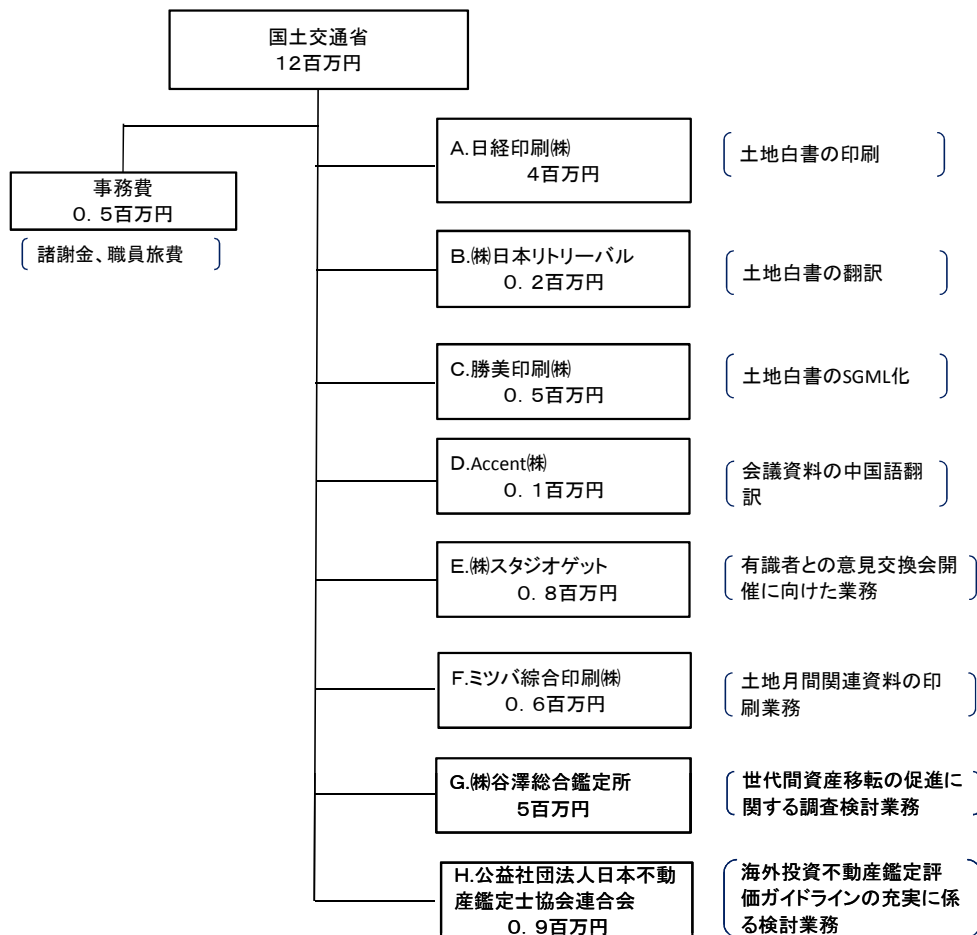 国土交通省
12百万円
事務費
0.5百万円
諸謝金、職員旅費
A.日経印刷㈱
4百万円
土地白書の印刷
B.㈱日本リトリーバル
0.2百万円
土地白書の翻訳
C.勝美印刷㈱
0.5百万円
土地白書のSGML化
D.Accent㈱
0.1百万円
会議資料の中国語翻
訳
E.㈱スタジオゲット
0.8百万円
有識者との意見交換会開
催に向けた業務
F.ミツバ綜合印刷㈱
0.6百万円
土地月間関連資料の印
刷業務
G.㈱谷澤総合鑑定所
5百万円
世代間資産移転の促進に
関する調査検討業務
H.公益社団法人日本不動
産鑑定士協会連合会
0.9百万円
海外投資不動産鑑定評
価ガイドラインの充実に係
る検討業務